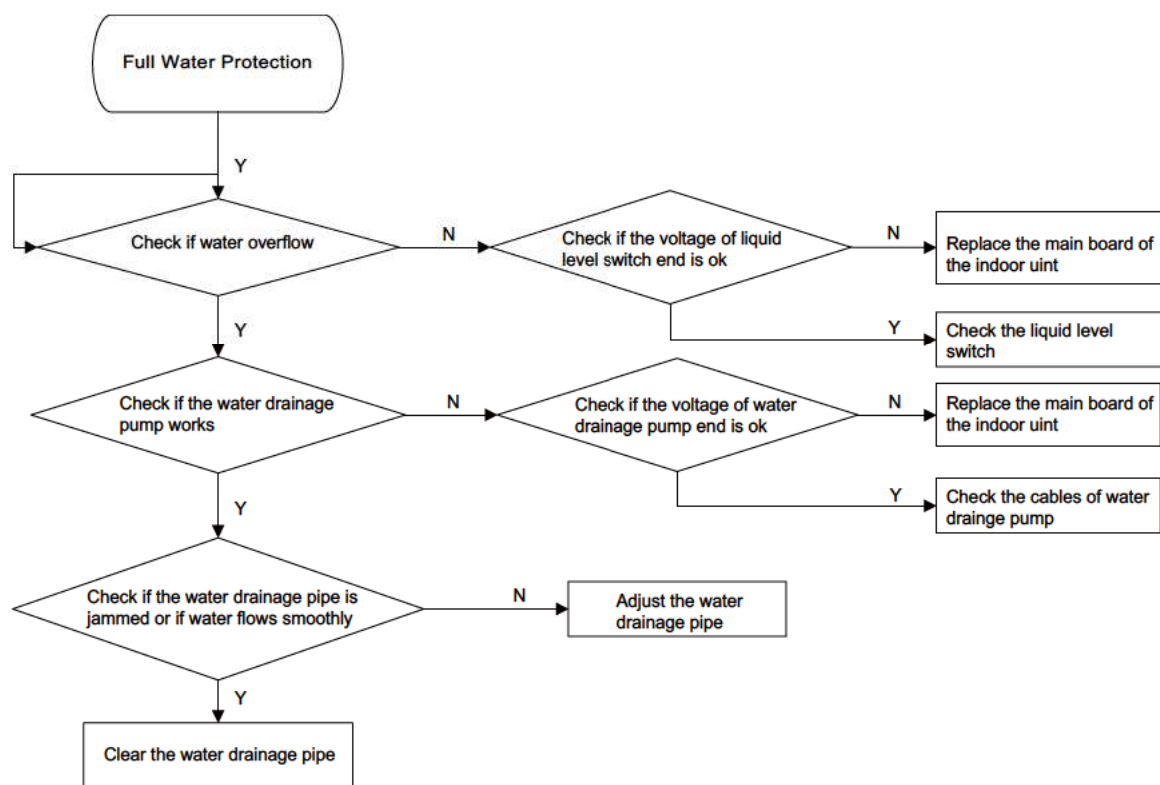 Full Water Protection
Y
Check if water overflow
N
Check if the voltage of liquid
level switch end is ok
N
Replace the main board of
the indoor uint
Y
Y
Check the liquid level
switch
Check if the water drainage
pump works
N
Check if the voltage of water
drainage pump end is ok
N
Replace the main board of
the indoor uint
Y
Y
Check the cables of water
drainge pump
Check if the water drainage pipe is
jammed or if water flows smoothly
N
Adjust the water
drainage pipe
Y
Clear the water drainage pipe